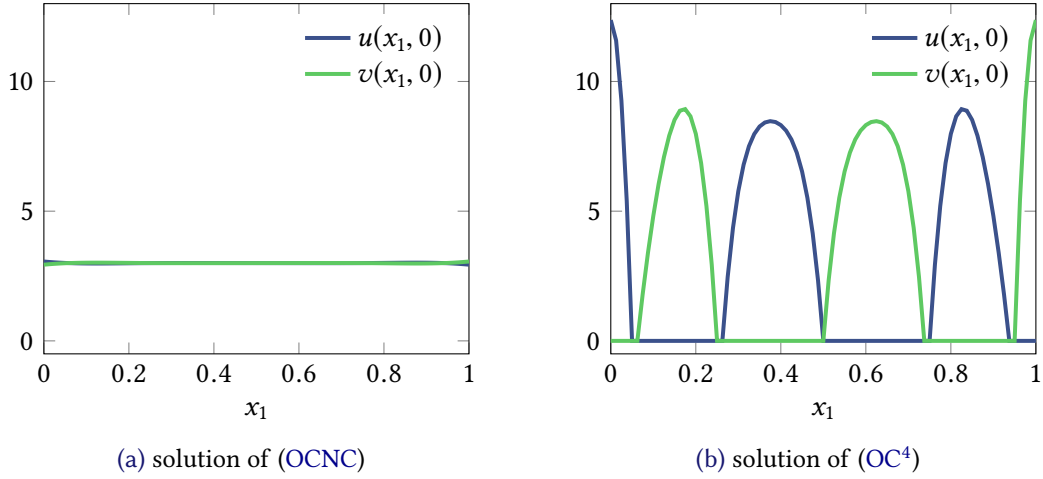 u(x₁, 0)
v(x₁, 0)
10
5
0
0 0.2 0.4 0.6 0.8 1
x₁
(a) solution of (OCNC)
u(x₁, 0)
v(x₁, 0)
10
5
0
0 0.2 0.4 0.6 0.8 1
x₁
(b) solution of (OC⁴)